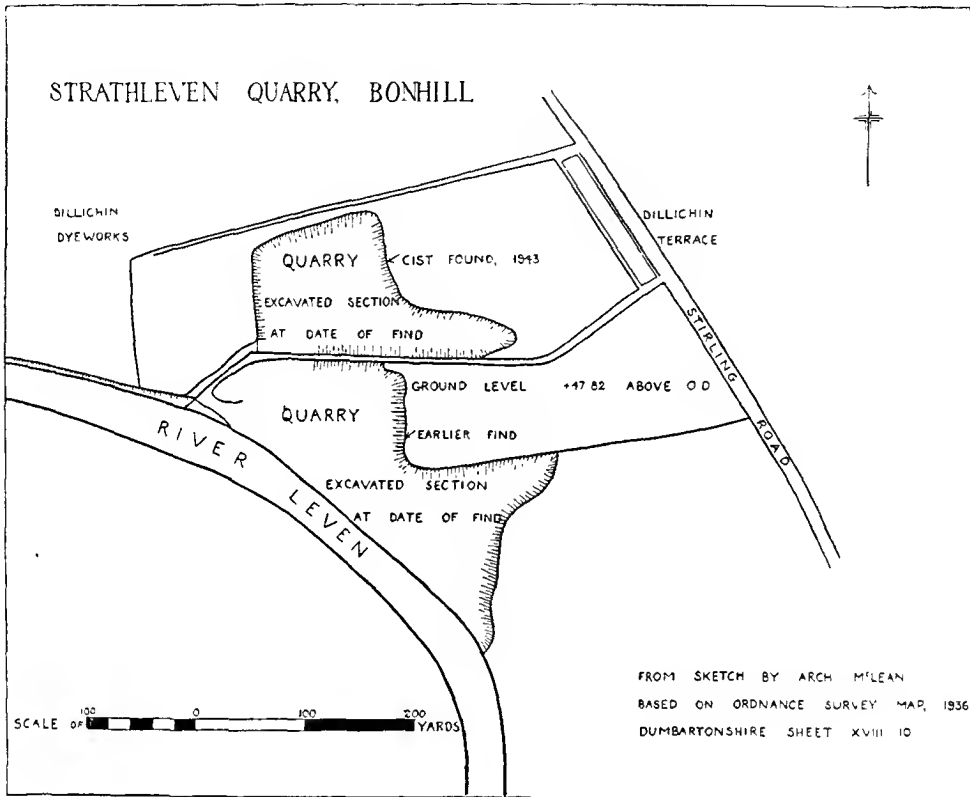 STRATHLEVEN QUARRY, BONHILL
DILLICHIN
DYEWORKS
DILLICHIN
TERRACE
QUARRY
CIST FOUND, 1943
EXCAVATED SECTION
AT DATE OF FIND
STIRLING ROAD
GROUND LEVEL +47 82 ABOVE O D
QUARRY
EARLIER FIND
RIVER LEVEN
EXCAVATED SECTION
AT DATE OF FIND
FROM SKETCH BY ARCH McLEAN
BASED ON ORDNANCE SURVEY MAP, 1936
DUMBARTONSHIRE SHEET XVIII 10
SCALE OF 100 0 100 200 YARDS